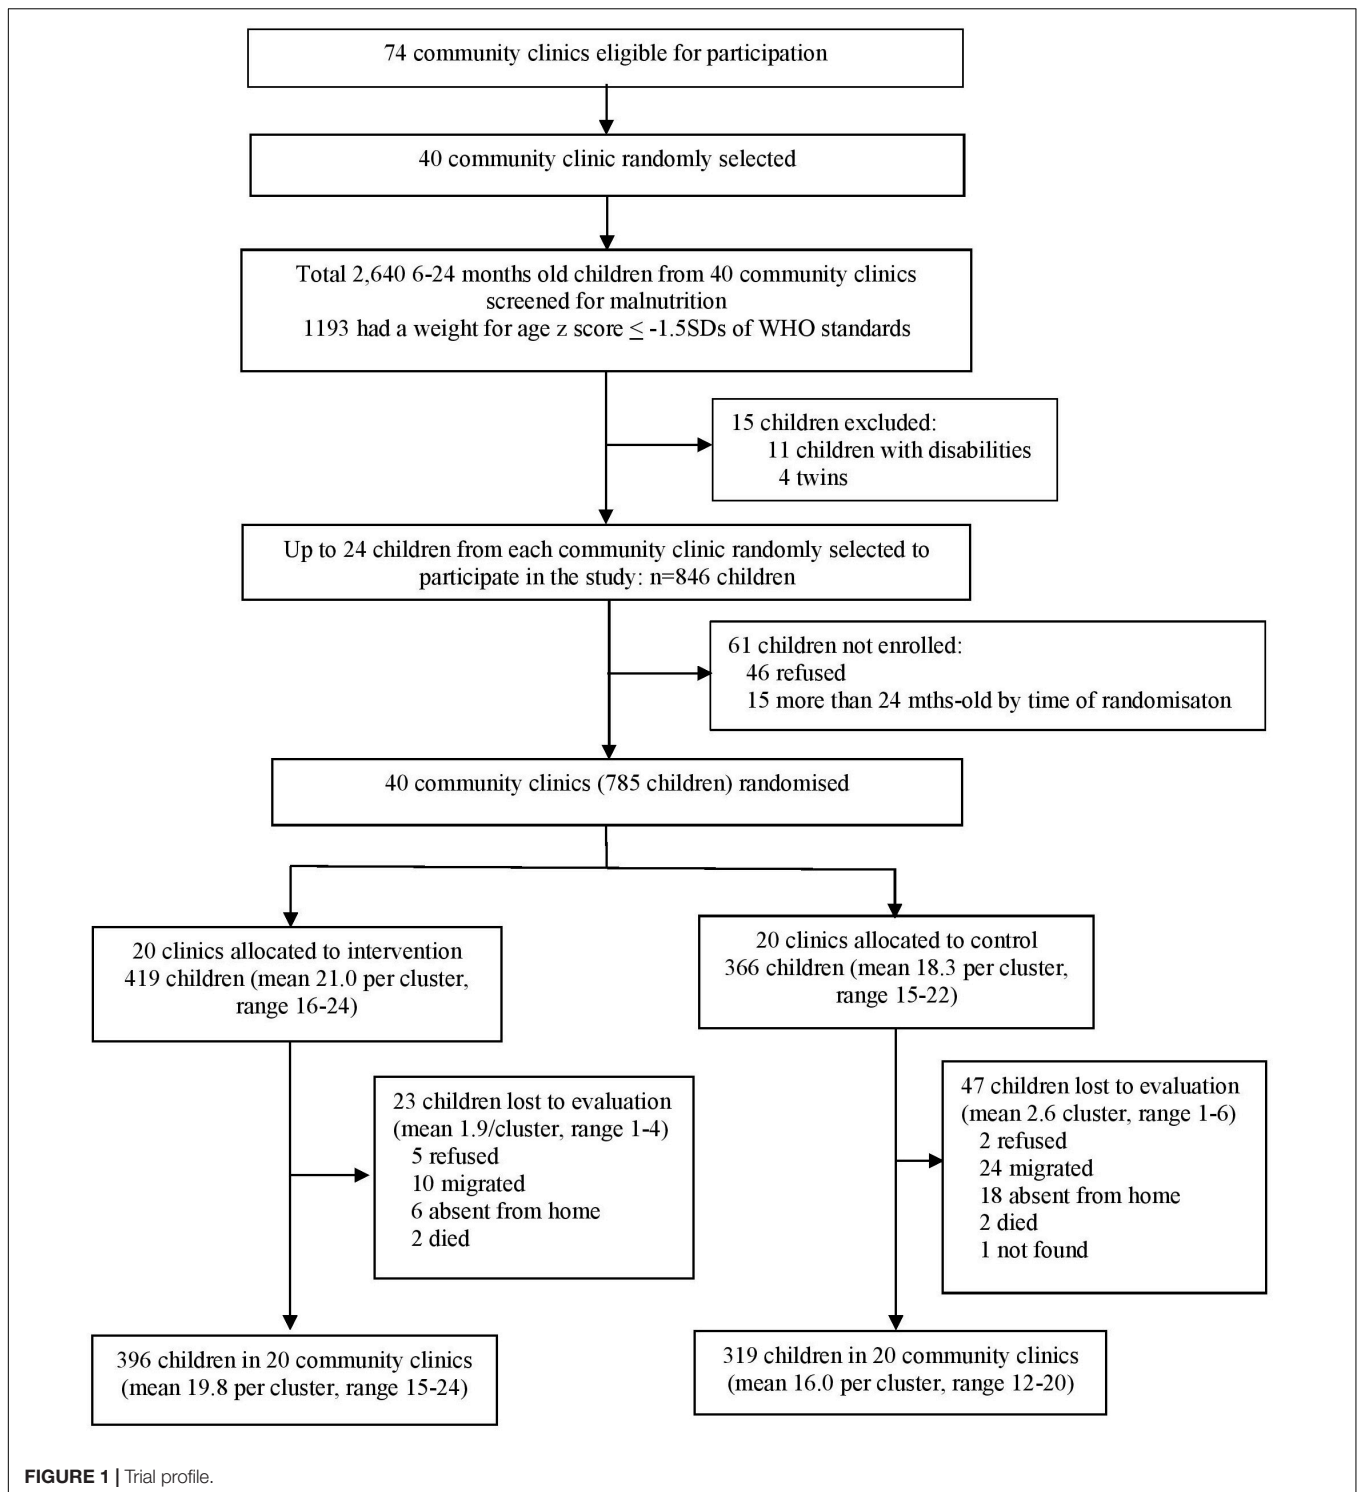 74 community clinics eligible for participation
40 community clinic randomly selected
Total 2,640 6-24 months old children from 40 community clinics
screened for malnutrition
1193 had a weight for age z score ≤ -1.5SDs of WHO standards
15 children excluded:
11 children with disabilities
4 twins
Up to 24 children from each community clinic randomly selected to
participate in the study: n=846 children
61 children not enrolled:
46 refused
15 more than 24 mths-old by time of randomisaton
40 community clinics (785 children) randomised
20 clinics allocated to intervention
419 children (mean 21.0 per cluster,
range 16-24)
20 clinics allocated to control
366 children (mean 18.3 per cluster,
range 15-22)
23 children lost to evaluation
(mean 1.9/cluster, range 1-4)
5 refused
10 migrated
6 absent from home
2 died
47 children lost to evaluation
(mean 2.6 cluster, range 1-6)
2 refused
24 migrated
18 absent from home
2 died
1 not found
396 children in 20 community clinics
(mean 19.8 per cluster, range 15-24)
319 children in 20 community clinics
(mean 16.0 per cluster, range 12-20)
FIGURE 1 | Trial profile.